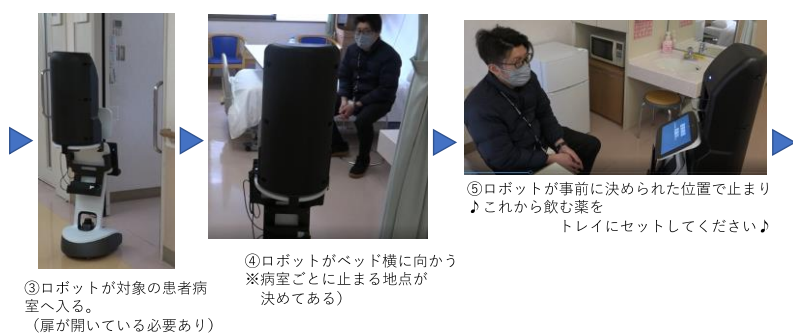 ③ロボットが対象の患者病
室へ入る。
（扉が開いている必要あり）
④ロボットがベッド横に向かう
※病室ごとに止まる地点が
決めてある）
⑤ロボットが事前に決められた位置で止まり
♪これから飲む薬を
トレイにセットしてください♪